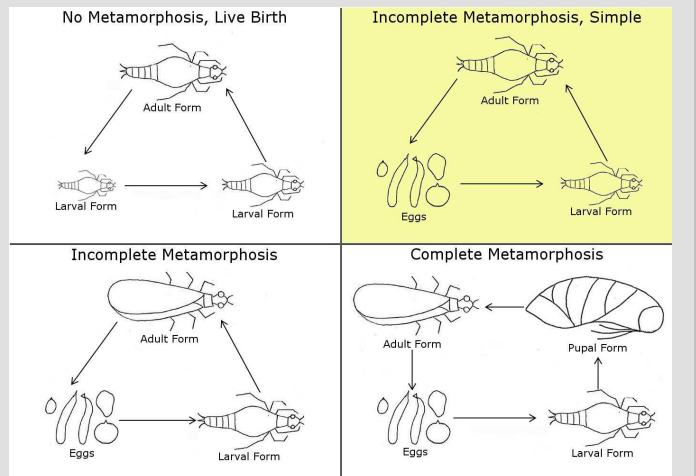 No Metamorphosis, Live Birth
Adult Form
Larval Form
Larval Form
Incomplete Metamorphosis, Simple
Adult Form
Eggs
Larval Form
Incomplete Metamorphosis
Adult Form
Eggs
Larval Form
Complete Metamorphosis
Adult Form
Pupal Form
Eggs
Larval Form